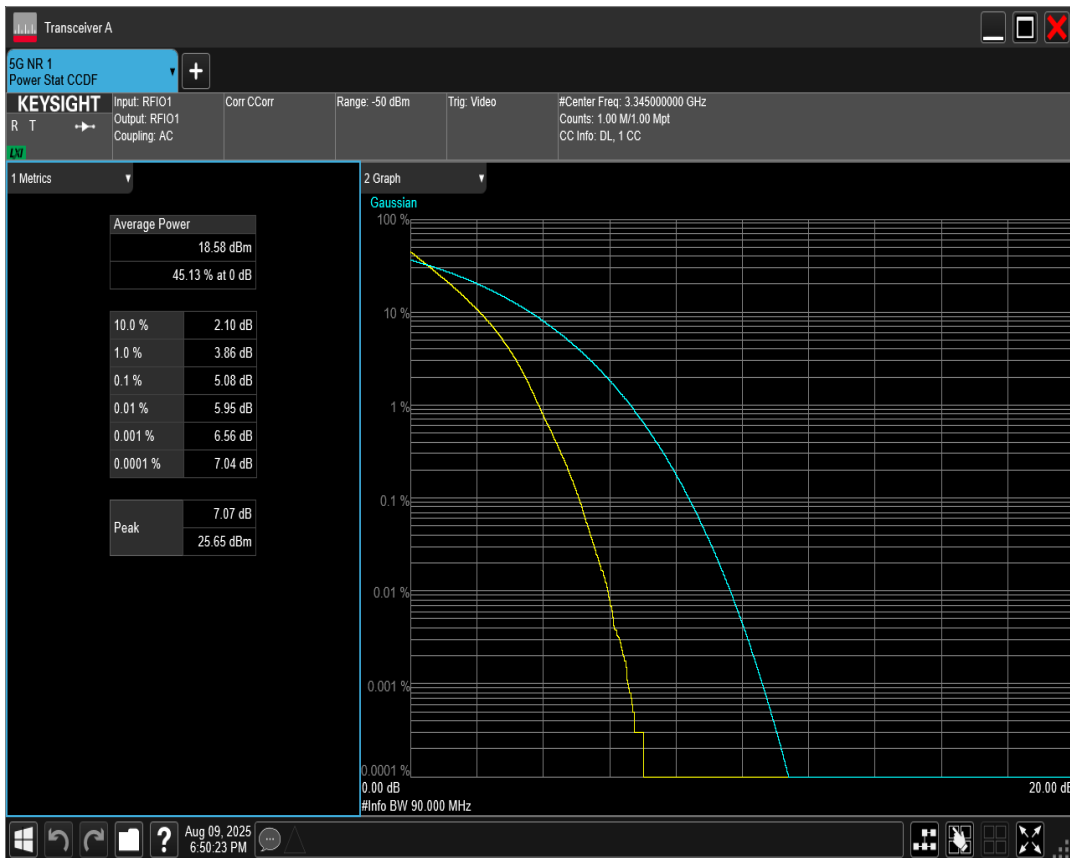 Transceiver A
5G NR 1
Power Stat CCDF
KEYSIGHT
R T
LXI
Input: RFIO1
Output: RFIO1
Coupling: AC
Corr CCorr
Range: -50 dBm
Trig: Video
#Center Freq: 3.345000000 GHz
Counts: 1.00 M/1.00 Mpt
CC Info: DL, 1 CC
1 Metrics
Average Power
18.58 dBm
45.13 % at 0 dB
10.0 % 2.10 dB
1.0 % 3.86 dB
0.1 % 5.08 dB
0.01 % 5.95 dB
0.001 % 6.56 dB
0.0001 % 7.04 dB
Peak
7.07 dB
25.65 dBm
2 Graph
Gaussian
100 %
10 %
1 %
0.1 %
0.01 %
0.001 %
0.0001 %
0.00 dB
20.00 dB
#Info BW 90.000 MHz
?
Aug 09, 2025
6:50:23 PM